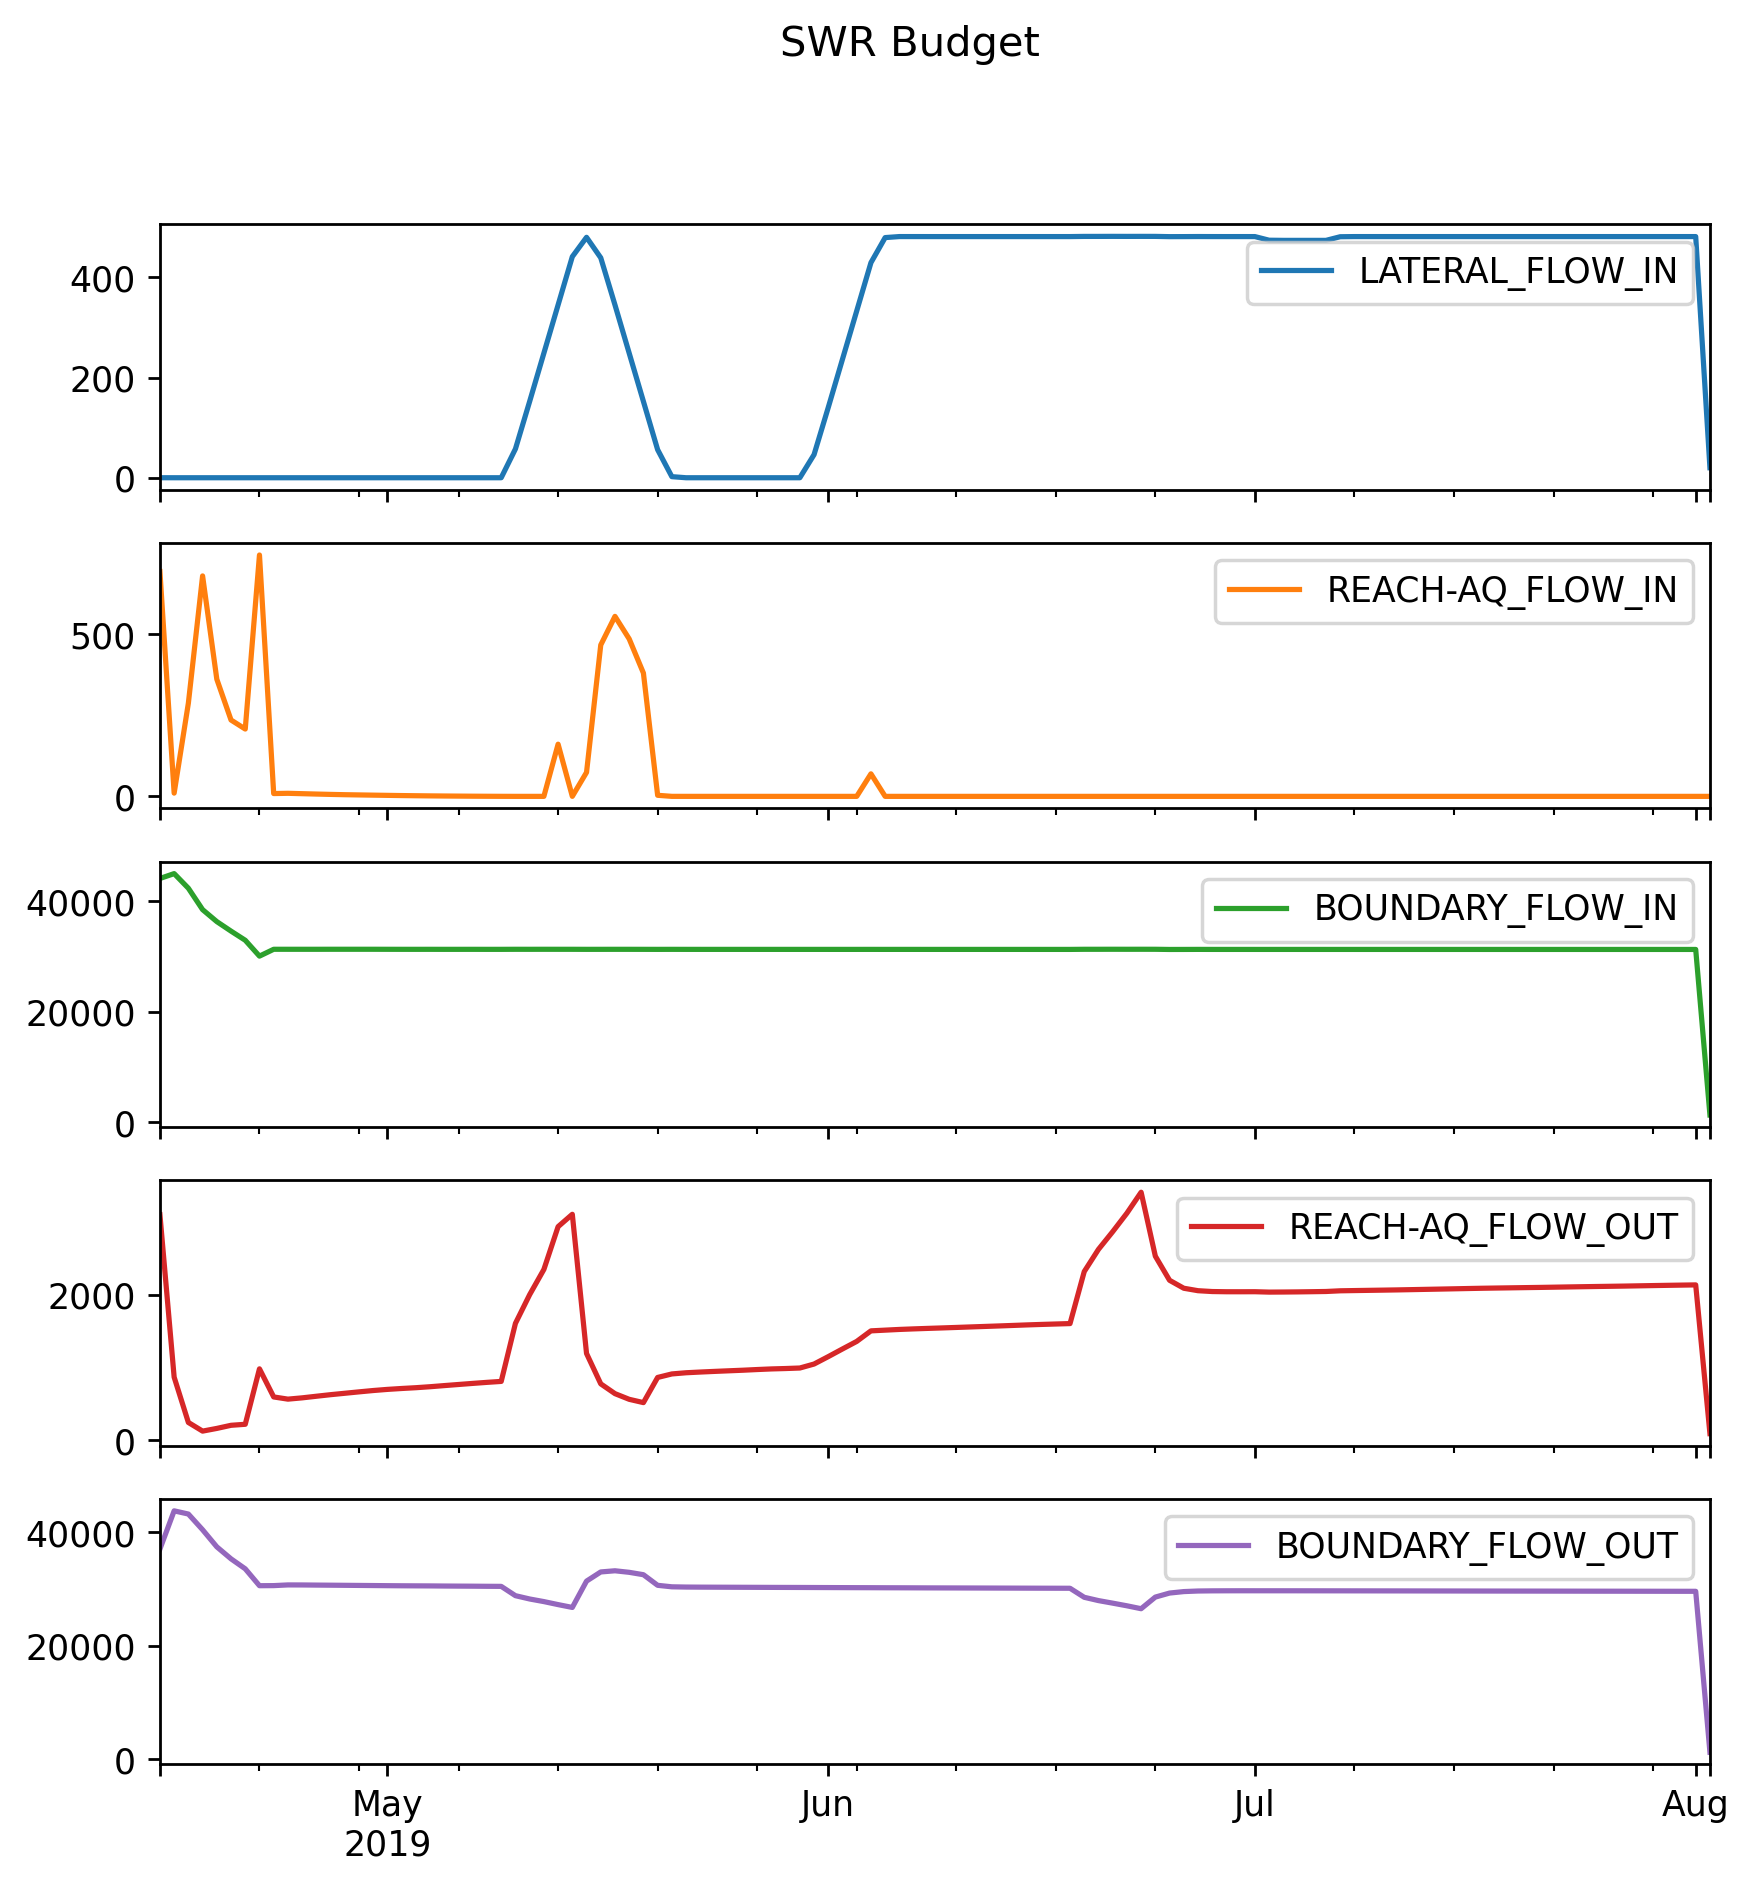 SWR Budget
400
200
0
LATERAL_FLOW_IN
500
0
REACH-AQ_FLOW_IN
40000
20000
0
BOUNDARY_FLOW_IN
2000
0
REACH-AQ_FLOW_OUT
40000
20000
0
BOUNDARY_FLOW_OUT
May Jun Jul Aug
2019